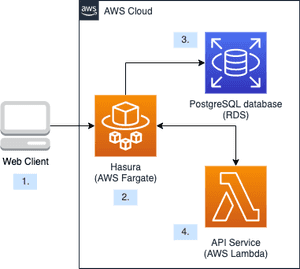 aws
AWS Cloud
3.
PostgreSQL database
(RDS)
Web Client
1.
Hasura
(AWS Fargate)
2.
4.
API Service
(AWS Lambda)